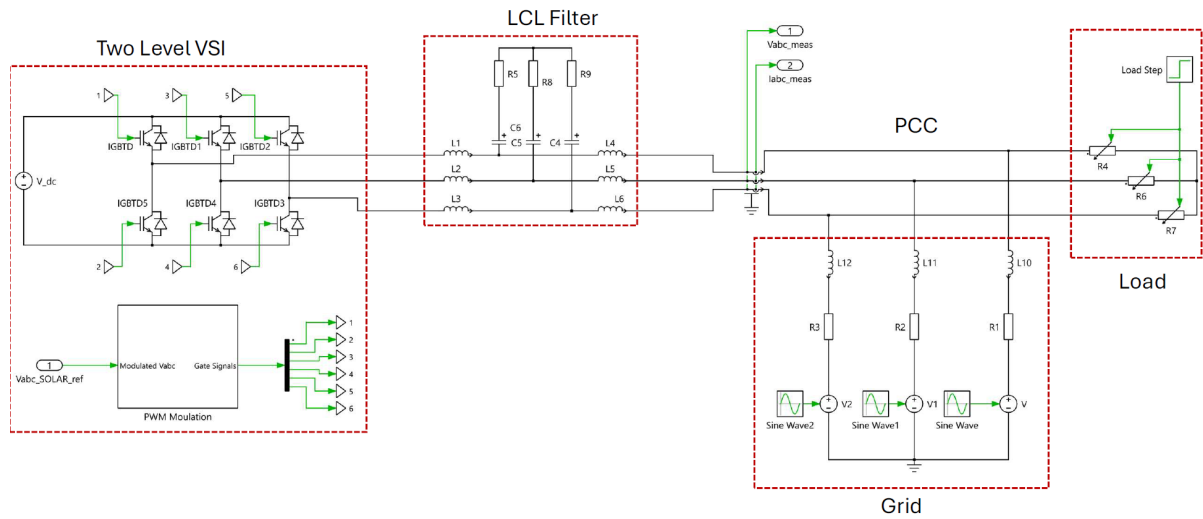 LCL Filter
Two Level VSI
1
Vabc_meas
2
Iabc_meas
Load Step
PCC
1
3
5
IGBTD
IGBTD1
IGBTD2
V_dc
IGBTD5
IGBTD4
IGBTD3
2
4
6
R5
R8
R9
C6
C5
C4
L1
L4
L2
L5
L3
L6
R4
R6
R7
Load
L12
L11
L10
R3
R2
R1
V2
V1
V
Sine Wave2
Sine Wave1
Sine Wave
Grid
1
Vabc_SOLAR_ref
Modulated Vabc
Gate Signals
PWM Moulation
1
2
3
4
5
6